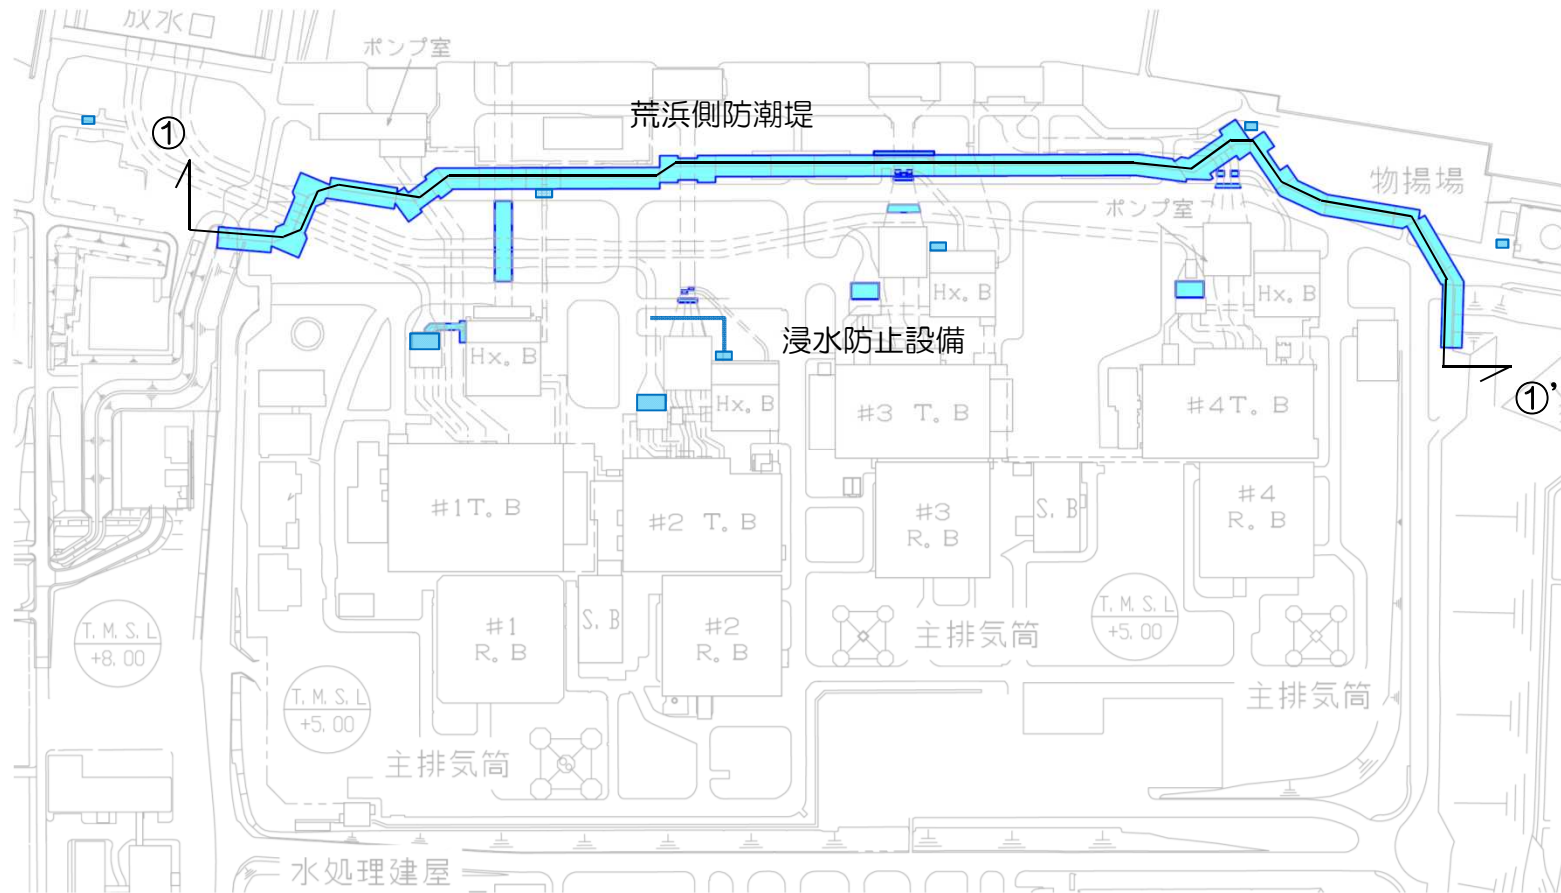 放水口
ポンプ室
荒浜側防潮堤
①
物揚場
ポンプ室
Hx. B
Hx. B
浸水防止設備
Hx. B
Hx. B
①'
#3 T. B
#4 T. B
#1 T. B
#2 T. B
#3
R. B
S. B
#4
R. B
T. M. S. L
+8. 00
#1
R. B
S. B
#2
R. B
主排気筒
T. M. S. L
+5. 00
T. M. S. L
+5. 00
主排気筒
主排気筒
水処理建屋